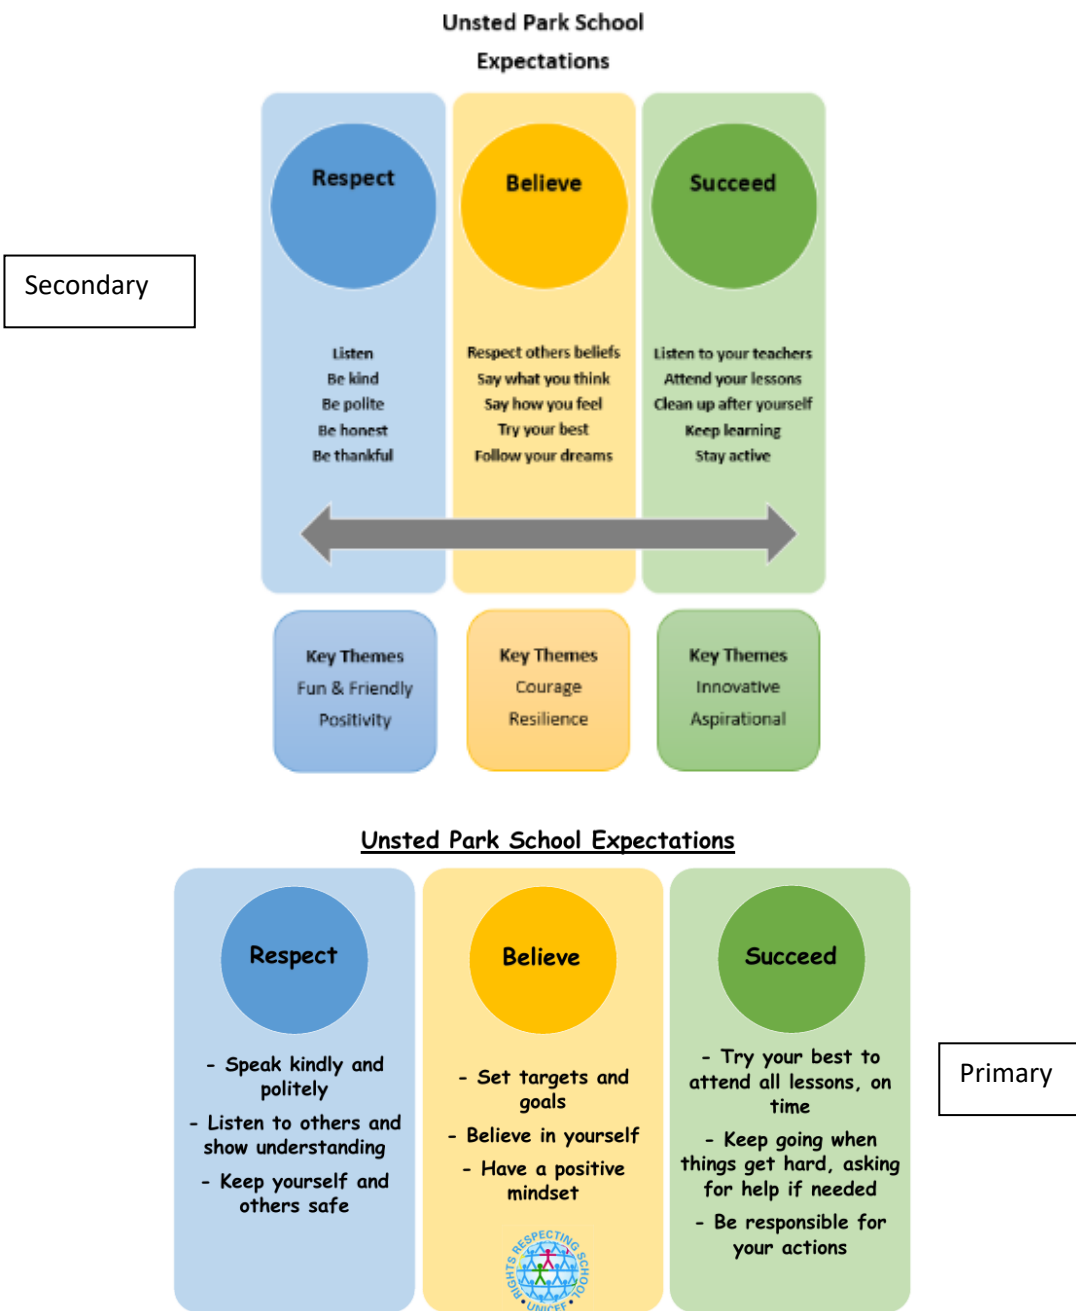 Unsted Park School
Expectations
Secondary
Respect
Listen
Be kind
Be polite
Be honest
Be thankful
Believe
Respect others beliefs
Say what you think
Say how you feel
Try your best
Follow your dreams
Succeed
Listen to your teachers
Attend your lessons
Clean up after yourself
Keep learning
Stay active
Key Themes
Fun & Friendly
Positivity
Key Themes
Courage
Resilience
Key Themes
Innovative
Aspirational
Unsted Park School Expectations
Primary
Respect
- Speak kindly and
politely
- Listen to others and
show understanding
- Keep yourself and
others safe
Believe
- Set targets and
goals
- Believe in yourself
- Have a positive
mindset
RIGHTS RESPECTING SCHOOLS
• UNICEF •
Succeed
- Try your best to
attend all lessons, on
time
- Keep going when
things get hard, asking
for help if needed
- Be responsible for
your actions